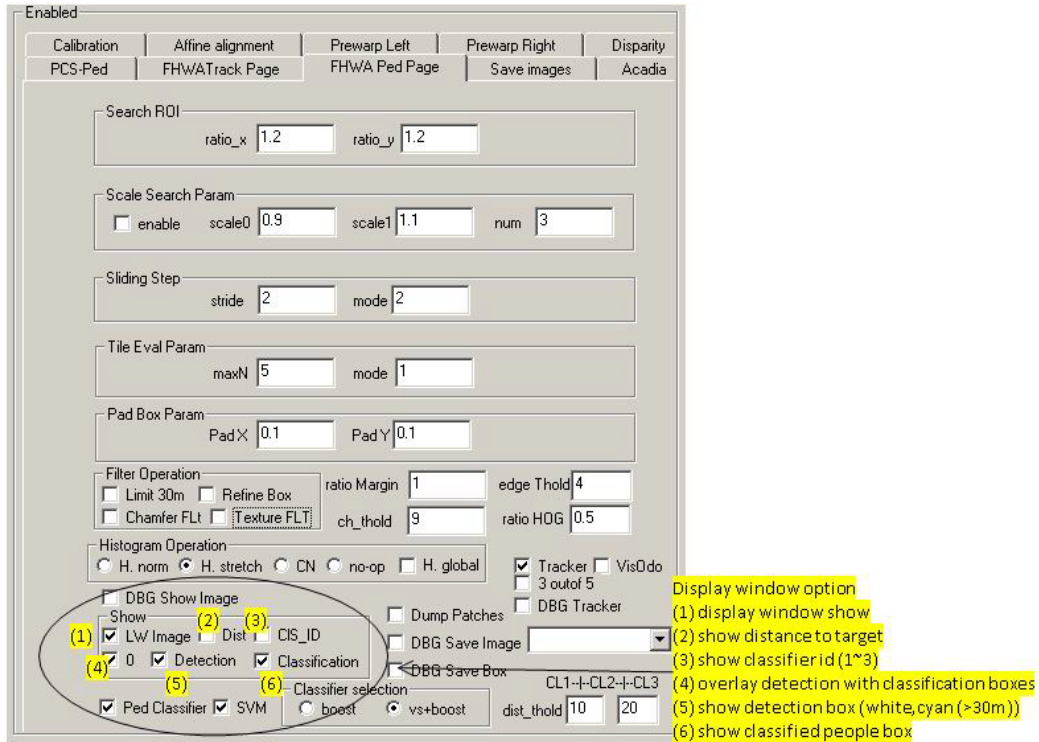 Enabled
Calibration Affine alignment Prewarp Left Prewarp Right Disparity
PCS-Ped FHWATrack Page FHWA Ped Page Save images Acadia
Search ROI
ratio_x 1.2 ratio_y 1.2
Scale Search Param
enable scale0 0.9 scale1 1.1 num 3
Sliding Step
stride 2 mode 2
Tile Eval Param
maxN 5 mode 1
Pad Box Param
Pad X 0.1 Pad Y 0.1
Filter Operation
Limit 30m Refine Box ratio Margin 1 edge Thold 4
Chamfer FLt Texture FLT ch_thold 9 ratio HOG 0.5
Histogram Operation
H. norm H. stretch CN no-op H. global Tracker VisOdo
3 outof 5
DBG Show Image DBG Tracker
Show (2) (3) Dump Patches
(1) LW Image Dist CIS_ID DBG Save Image
(4) 0 Detection Classification DBG Save Box
(5) (6) CL1-|-CL2-|-CL3
Classifier selection
Ped Classifier SVM boost vs+boost dist_thold 10 20
Display window option
(1) display window show
(2) show distance to target
(3) show classifier id (1~3)
(4) overlay detection with classification boxes
(5) show detection box (white, cyan (>30m))
(6) show classified people box